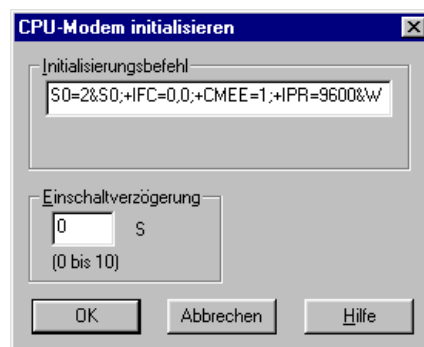 CPU-Modem initialisieren
Initialisierungsbefehl
S0=2&S0;+IFC=0,0;+CMEE=1;+IPR=9600&W
Einschaltverzögerung
0 S
(0 bis 10)
OK Abbrechen Hilfe